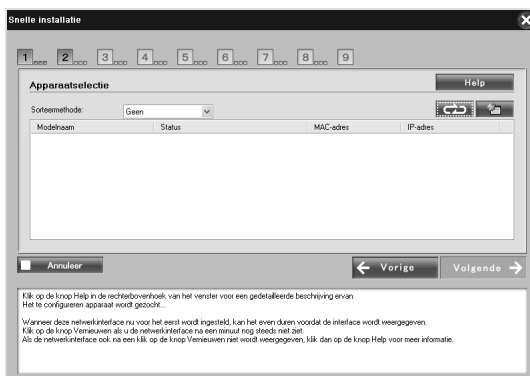 Snelle installatie
1 2 3 4 5 6 7 8 9
Apparaatselectie
Help
Sorteermethode:
Geen
Modelnaam Status MAC-adres IP-adres
Annuleer
Vorige
Volgende
Klik op de knop Help in de rechterbovenhoek van het venster voor een gedetailleerde beschrijving ervan.
Het te configureren apparaat wordt gezocht...
Wanneer deze netwerkinterface nu voor het eerst wordt ingesteld, kan het even duren voordat de interface wordt weergegeven.
Klik op de knop Vernieuwen als u de netwerkinterface na een minuut nog steeds niet ziet.
Als de netwerkinterface ook na een klik op de knop Vernieuwen niet wordt weergegeven, klik dan op de knop Help voor meer informatie.